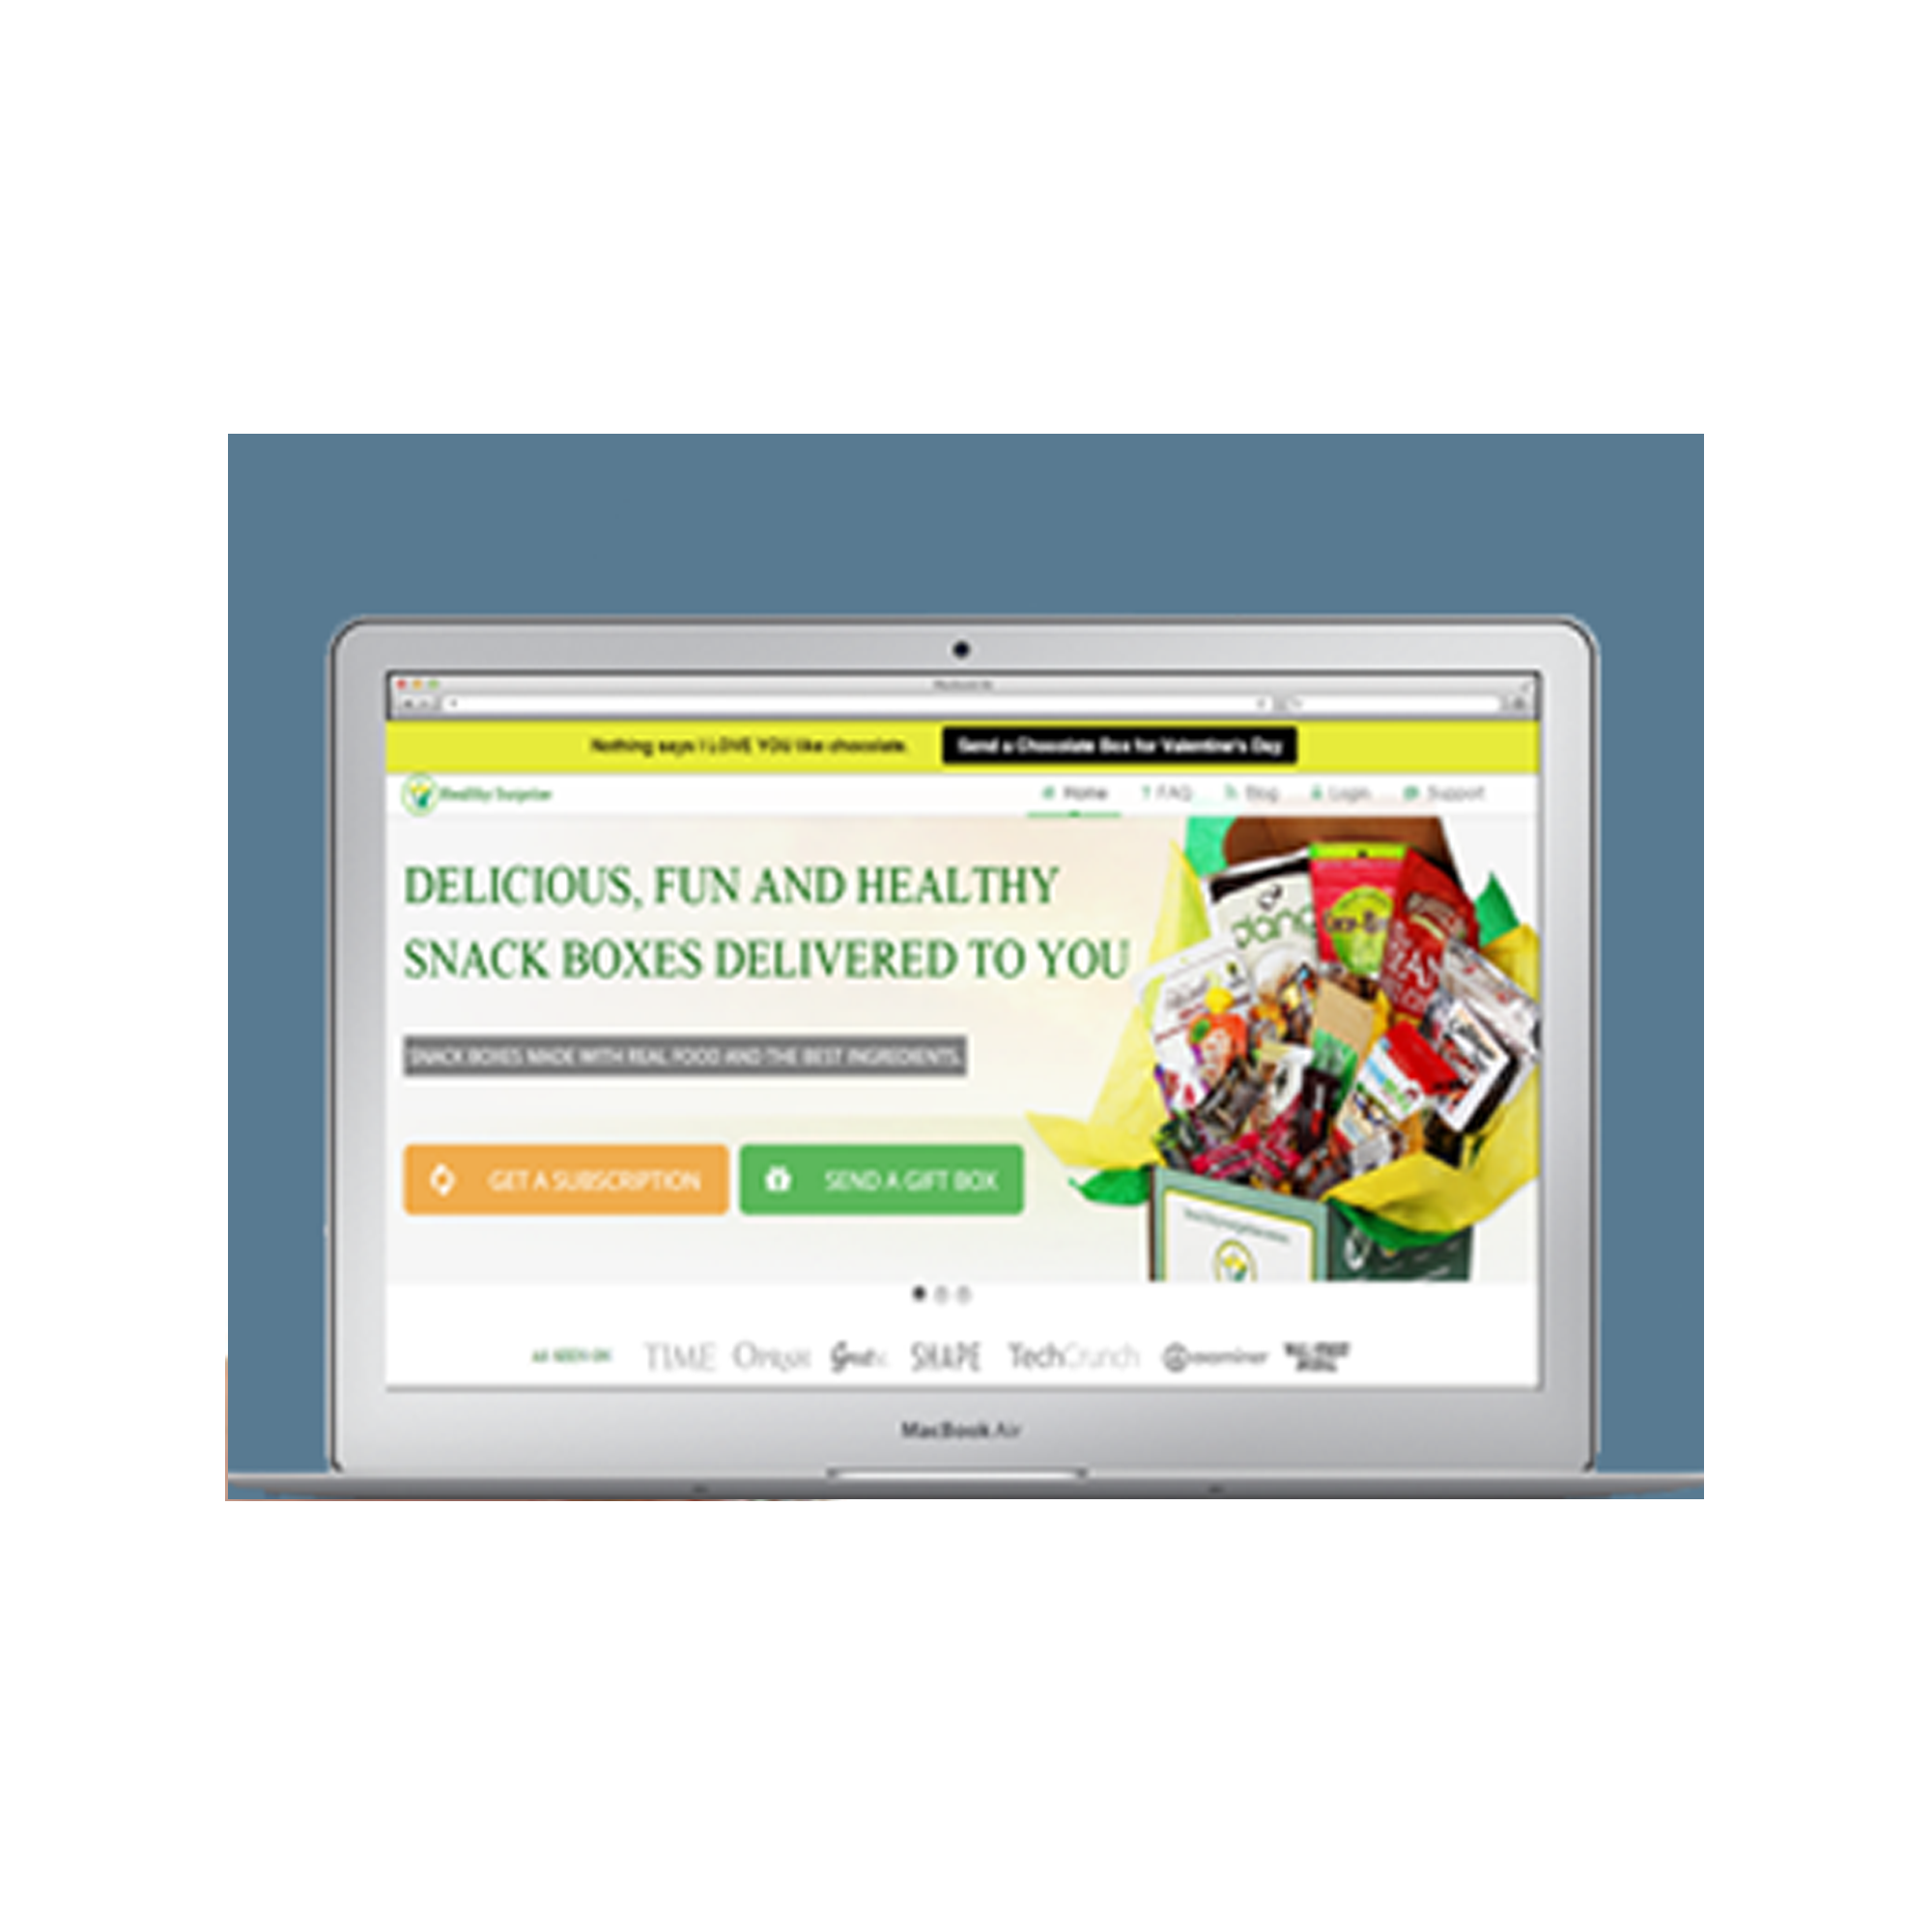 Nothing says I LOVE YOU like chocolate.
Send a Chocolate Box for Valentine's Day
Healthy Surprise
Home FAQ Blog Login Support
DELICIOUS, FUN AND HEALTHY
SNACK BOXES DELIVERED TO YOU
SNACK BOXES MADE WITH REAL FOOD AND THE BEST INGREDIENTS.
GET A SUBSCRIPTION
SEND A GIFT BOX
dang
AS SEEN ON TIME OPRAH SHAPE TechCrunch examiner
MacBook Air